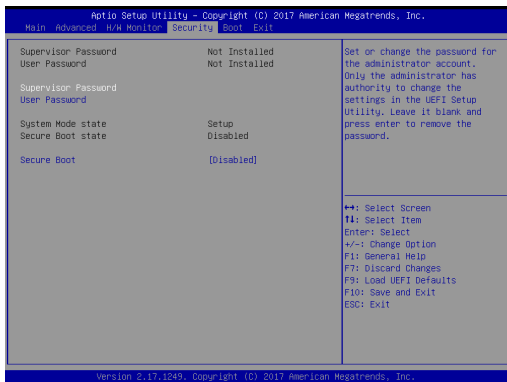 Aptio Setup Utility – Copyright (C) 2017 American Megatrends, Inc.
Main Advanced H/W Monitor Security Boot Exit
Supervisor Password Not Installed
User Password Not Installed
Supervisor Password
User Password
System Mode state Setup
Secure Boot state Disabled
Secure Boot [Disabled]
Set or change the password for
the administrator account.
Only the administrator has
authority to change the
settings in the UEFI Setup
Utility. Leave it blank and
press enter to remove the
password.
↔: Select Screen
↑↓: Select Item
Enter: Select
+/-: Change Option
F1: General Help
F7: Discard Changes
F9: Load UEFI Defaults
F10: Save and Exit
ESC: Exit
Version 2.17.1249. Copyright (C) 2017 American Megatrends, Inc.